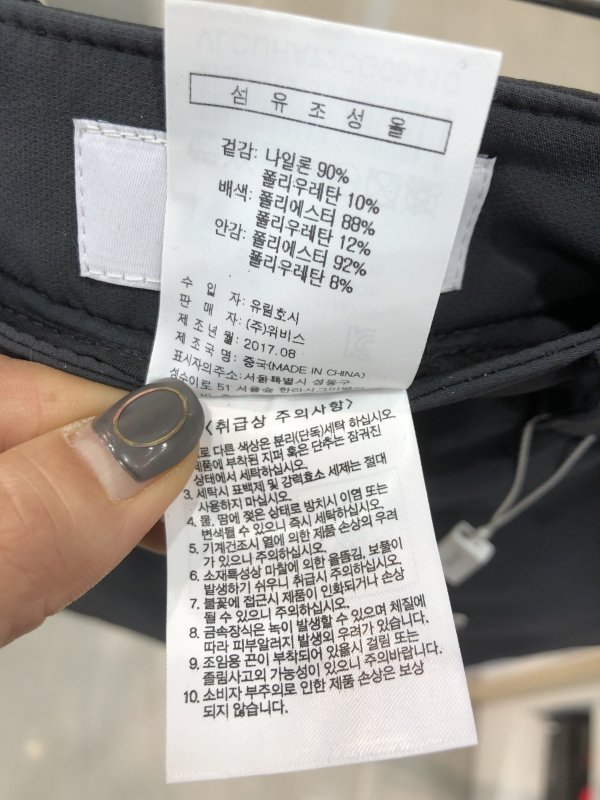 섬유조성율
겉감: 나일론 90%
폴리우레탄 10%
배색: 폴리에스터 88%
폴리우레탄 12%
안감: 폴리에스터 92%
폴리우레탄 8%
수 입 자: 유림호시
판 매 자: (주)위비스
제조년월: 2017.08
제조국명: 중국(MADE IN CHINA)
표시자의주소: 서울특별시 성동구
성수이로 51 서울숲
<취급상 주의사항>
로 다른 색상은 분리(단독)세탁 하십시오.
제품에 부착된 지퍼 혹은 단추는 잠궈진
상태에서 세탁하십시오.
3. 세탁시 표백제 및 강력효소 세제는 절대
사용하지 마십시오.
4. 물, 땀에 젖은 상태로 방치시 이염 또는
변색될 수 있으니 즉시 세탁하십시오.
5. 기계건조시 열에 의한 제품 손상의 우려
가 있으니 주의하십시오.
6. 소재특성상 마찰에 의한 올뜯김, 보풀이
발생하기 쉬우니 취급시 주의하십시오.
7. 불꽃에 접근시 제품이 인화되거나 손상
될 수 있으니 주의하십시오.
8. 금속장식은 녹이 발생할 수 있으며 체질에
따라 피부알러지 발생의 우려가 있습니다.
9. 조임용 끈이 부착되어 있을시 걸림 또는
졸림사고외 가능성이 있으니 주의바랍니다.
10. 소비자 부주의로 인한 제품 손상은 보상
되지 않습니다.